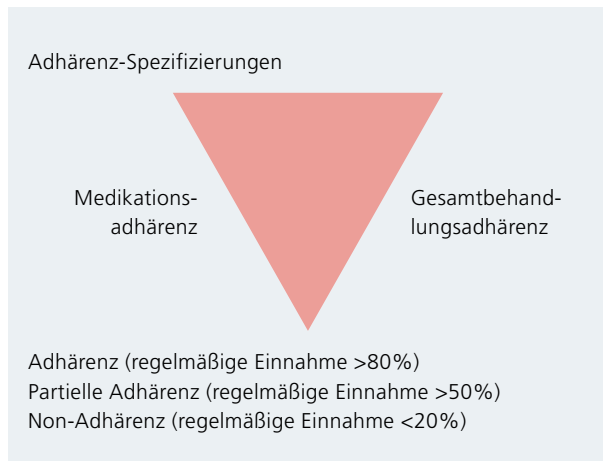 Adhärenz-Spezifizierungen
Medikations-
adhärenz
Gesamtbehand-
lungsadhärenz
Adhärenz (regelmäßige Einnahme >80%)
Partielle Adhärenz (regelmäßige Einnahme >50%)
Non-Adhärenz (regelmäßige Einnahme <20%)